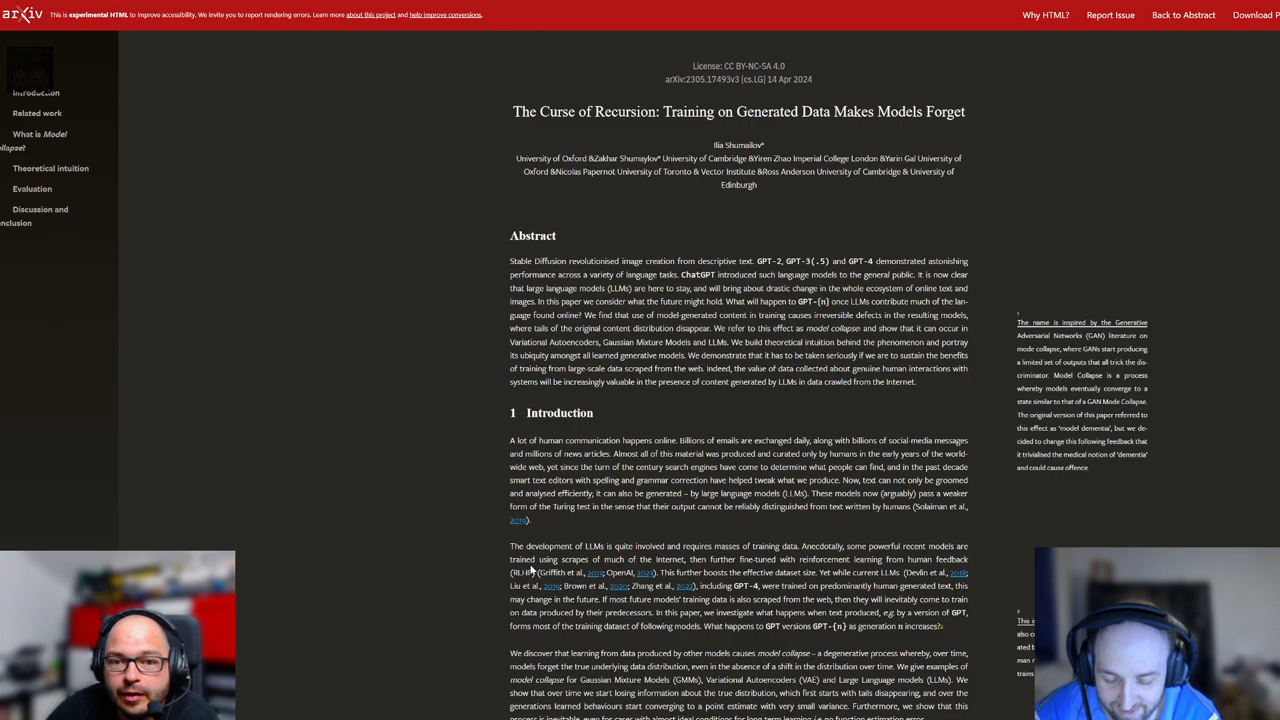 arXiv
This is experimental HTML to improve accessibility. We invite you to report rendering errors. Learn more about this project and help improve conversions.
Why HTML?
Report Issue
Back to Abstract
Download P
Introduction
Related work
What is Model
ollapse?
Theoretical intuition
Evaluation
Discussion and
onclusion
License: CC BY-NC-SA 4.0
arXiv:2305.17493v3 [cs.LG] 14 Apr 2024
The Curse of Recursion: Training on Generated Data Makes Models Forget
Ilia Shumailov*
University of Oxford &Zakhar Shumaylov* University of Cambridge &Yiren Zhao Imperial College London &Yarin Gal University of
Oxford &Nicolas Papernot University of Toronto & Vector Institute &Ross Anderson University of Cambridge & University of
Edinburgh
Abstract
Stable Diffusion revolutionised image creation from descriptive text. GPT-2, GPT-3(.5) and GPT-4 demonstrated astonishing
performance across a variety of language tasks. ChatGPT introduced such language models to the general public. It is now clear
that large language models (LLMs) are here to stay, and will bring about drastic change in the whole ecosystem of online text and
images. In this paper we consider what the future might hold. What will happen to GPT-{n} once LLMs contribute much of the lan-
guage found online? We find that use of model-generated content in training causes irreversible defects in the resulting models,
where tails of the original content distribution disappear. We refer to this effect as model collapse¹ and show that it can occur in
Variational Autoencoders, Gaussian Mixture Models and LLMs. We build theoretical intuition behind the phenomenon and portray
its ubiquity amongst all learned generative models. We demonstrate that it has to be taken seriously if we are to sustain the benefits
of training from large-scale data scraped from the web. Indeed, the value of data collected about genuine human interactions with
systems will be increasingly valuable in the presence of content generated by LLMs in data crawled from the Internet.
1 Introduction
A lot of human communication happens online. Billions of emails are exchanged daily, along with billions of social-media messages
and millions of news articles. Almost all of this material was produced and curated only by humans in the early years of the world-
wide web, yet since the turn of the century search engines have come to determine what people can find, and in the past decade
smart text editors with spelling and grammar correction have helped tweak what we produce. Now, text can not only be groomed
and analysed efficiently; it can also be generated – by large language models (LLMs). These models now (arguably) pass a weaker
form of the Turing test in the sense that their output cannot be reliably distinguished from text written by humans (Solaiman et al.,
2019).
The development of LLMs is quite involved and requires masses of training data. Anecdotally, some powerful recent models are
trained using scrapes of much of the Internet, then further fine-tuned with reinforcement learning from human feedback
(RLHF) (Griffith et al., 2013; OpenAI, 2023). This further boosts the effective dataset size. Yet while current LLMs (Devlin et al., 2018;
Liu et al., 2019; Brown et al., 2020; Zhang et al., 2022), including GPT-4, were trained on predominantly human-generated text, this
may change in the future. If most future models' training data is also scraped from the web, then they will inevitably come to train
on data produced by their predecessors. In this paper, we investigate what happens when text produced, e.g. by a version of GPT,
forms most of the training dataset of following models. What happens to GPT versions GPT-{n} as generation n increases?²
We discover that learning from data produced by other models causes model collapse – a degenerative process whereby, over time,
models forget the true underlying data distribution, even in the absence of a shift in the distribution over time. We give examples of
model collapse for Gaussian Mixture Models (GMMs), Variational Autoencoders (VAE) and Large Language models (LLMs). We
show that over time we start losing information about the true distribution, which first starts with tails disappearing, and over the
generations learned behaviours start converging to a point estimate with very small variance. Furthermore, we show that this
process is inevitable, even for cases with almost ideal conditions for long-term learning i.e. no function estimation error.
1
The name is inspired by the Generative
Adversarial Networks (GAN) literature on
mode collapse, where GANs start producing
a limited set of outputs that all trick the dis-
criminator. Model Collapse is a process
whereby models eventually converge to a
state similar to that of a GAN Mode Collapse.
The original version of this paper referred to
this effect as 'model dementia', but we de-
cided to change this following feedback that
it trivialised the medical notion of 'dementia'
and could cause offence.
2
This is
also co
ated b
man r
trains